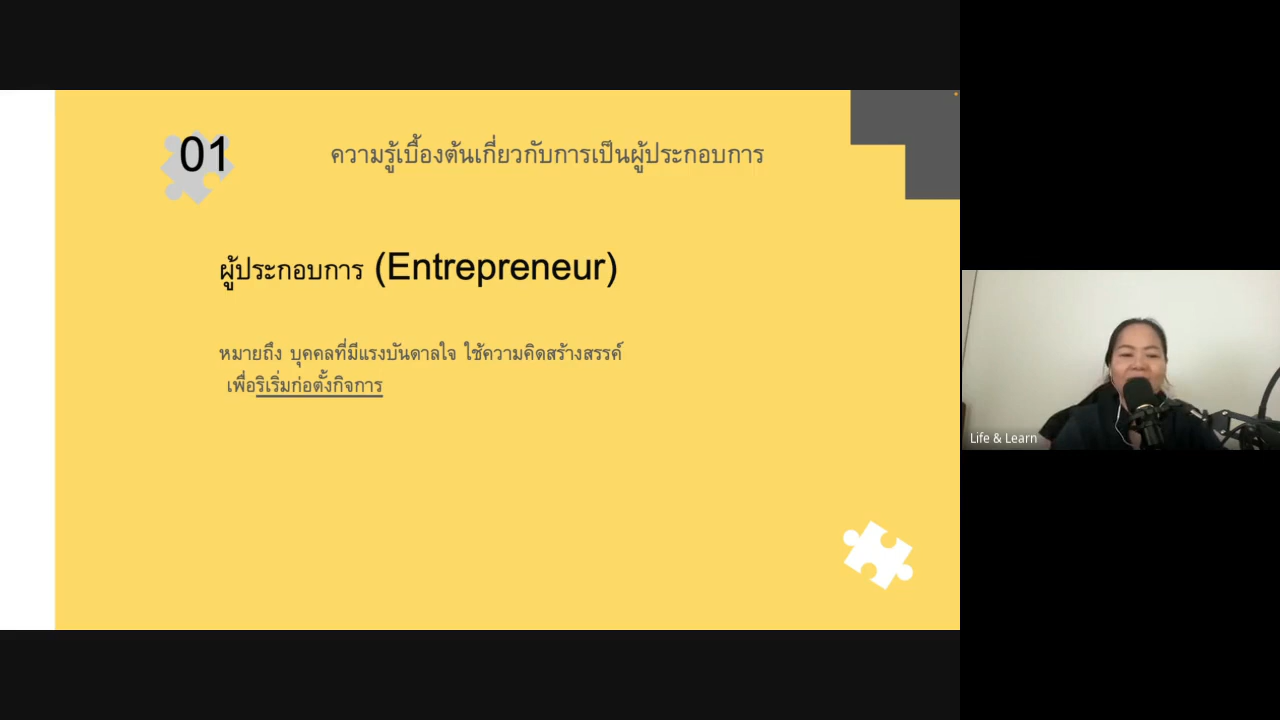 01
ความรู้เบื้องต้นเกี่ยวกับการเป็นผู้ประกอบการ
ผู้ประกอบการ (Entrepreneur)
หมายถึง บุคคลที่มีแรงบันดาลใจ ใช้ความคิดสร้างสรรค์
เพื่อริเริ่มก่อตั้งกิจการ
Life & Learn